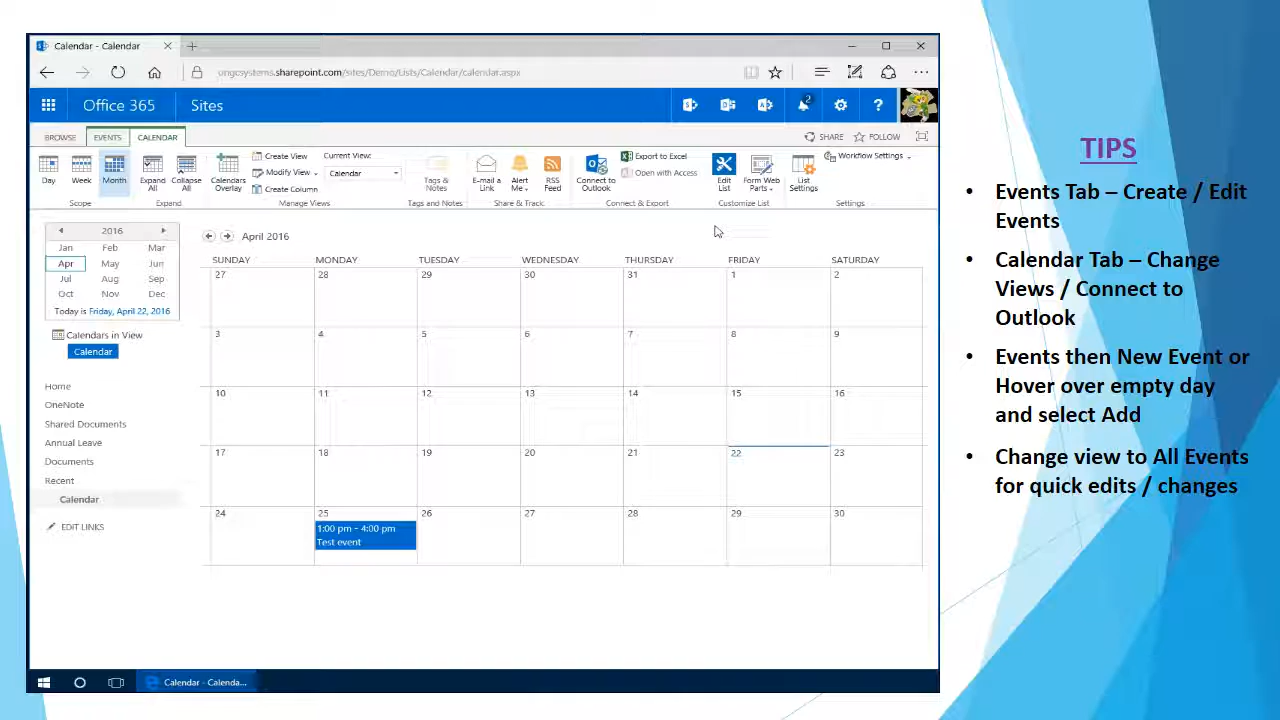 Calendar - Calendar
ongcsystems.sharepoint.com/sites/Demo/Lists/Calendar/calendar.aspx
Office 365
Sites
2
?
BROWSE
EVENTS
CALENDAR
SHARE
FOLLOW
Day
Week
Month
Scope
Expand All
Collapse All
Expand
Calendars Overlay
Create View
Modify View
Create Column
Current View:
Calendar
Manage Views
Tags & Notes
Tags and Notes
E-mail a Link
Alert Me
RSS Feed
Share & Track
Connect to Outlook
Export to Excel
Open with Access
Connect & Export
Edit List
Form Web Parts
Customize List
List Settings
Workflow Settings
Settings
2016
Jan Feb Mar
Apr May Jun
Jul Aug Sep
Oct Nov Dec
Today is Friday, April 22, 2016
Calendars in View
Calendar
Home
OneNote
Shared Documents
Annual Leave
Documents
Recent
Calendar
EDIT LINKS
April 2016
SUNDAY MONDAY TUESDAY WEDNESDAY THURSDAY FRIDAY SATURDAY
27 28 29 30 31 1 2
3 4 5 6 7 8 9
10 11 12 13 14 15 16
17 18 19 20 21 22 23
24 25 26 27 28 29 30
1:00 pm - 4:00 pm
Test event
Calendar - Calenda...
TIPS
• Events Tab – Create / Edit
Events
• Calendar Tab – Change
Views / Connect to
Outlook
• Events then New Event or
Hover over empty day
and select Add
• Change view to All Events
for quick edits / changes